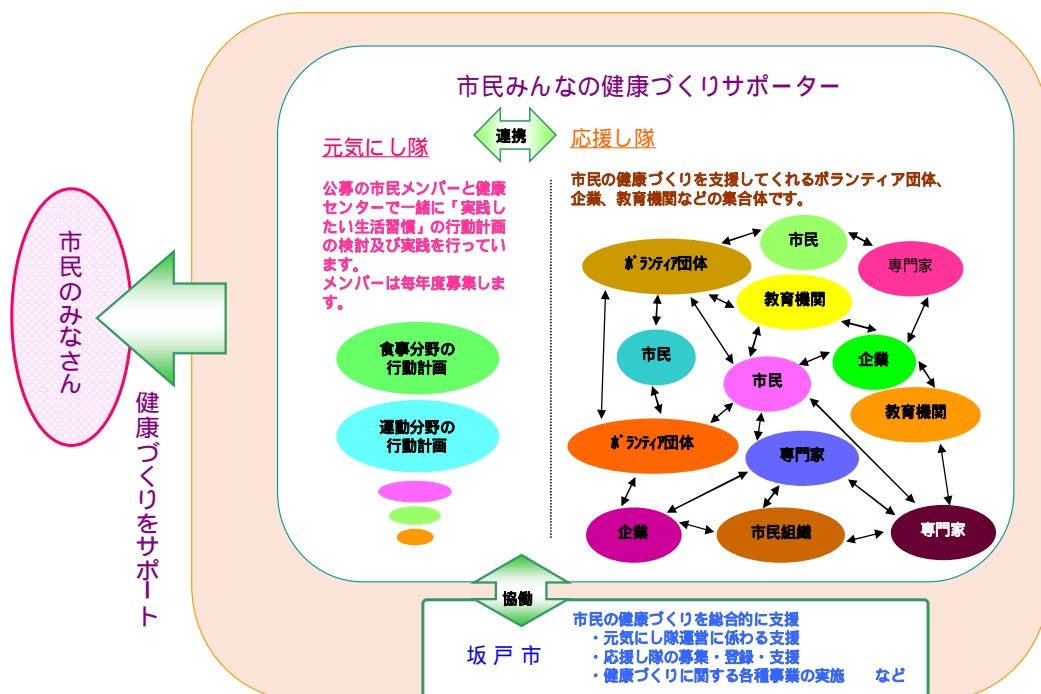 市民みんなの健康づくりサポーター
連携
元気にし隊
公募の市民メンバーと健康
センターで一緒に「実践し
たい生活習慣」の行動計画
の検討及び実践を行ってい
ます。
メンバーは毎年度募集しま
す。
食事分野の
行動計画
運動分野の
行動計画
応援し隊
市民の健康づくりを支援してくれるボランティア団体、
企業、教育機関などの集合体です。
市民
ボランティア団体
専門家
教育機関
市民
企業
市民
教育機関
ボランティア団体
専門家
企業
市民組織
専門家
市民のみなさん
健康づくりをサポート
協働
坂戸市
市民の健康づくりを総合的に支援
・元気にし隊運営に係わる支援
・応援し隊の募集・登録・支援
・健康づくりに関する各種事業の実施　など